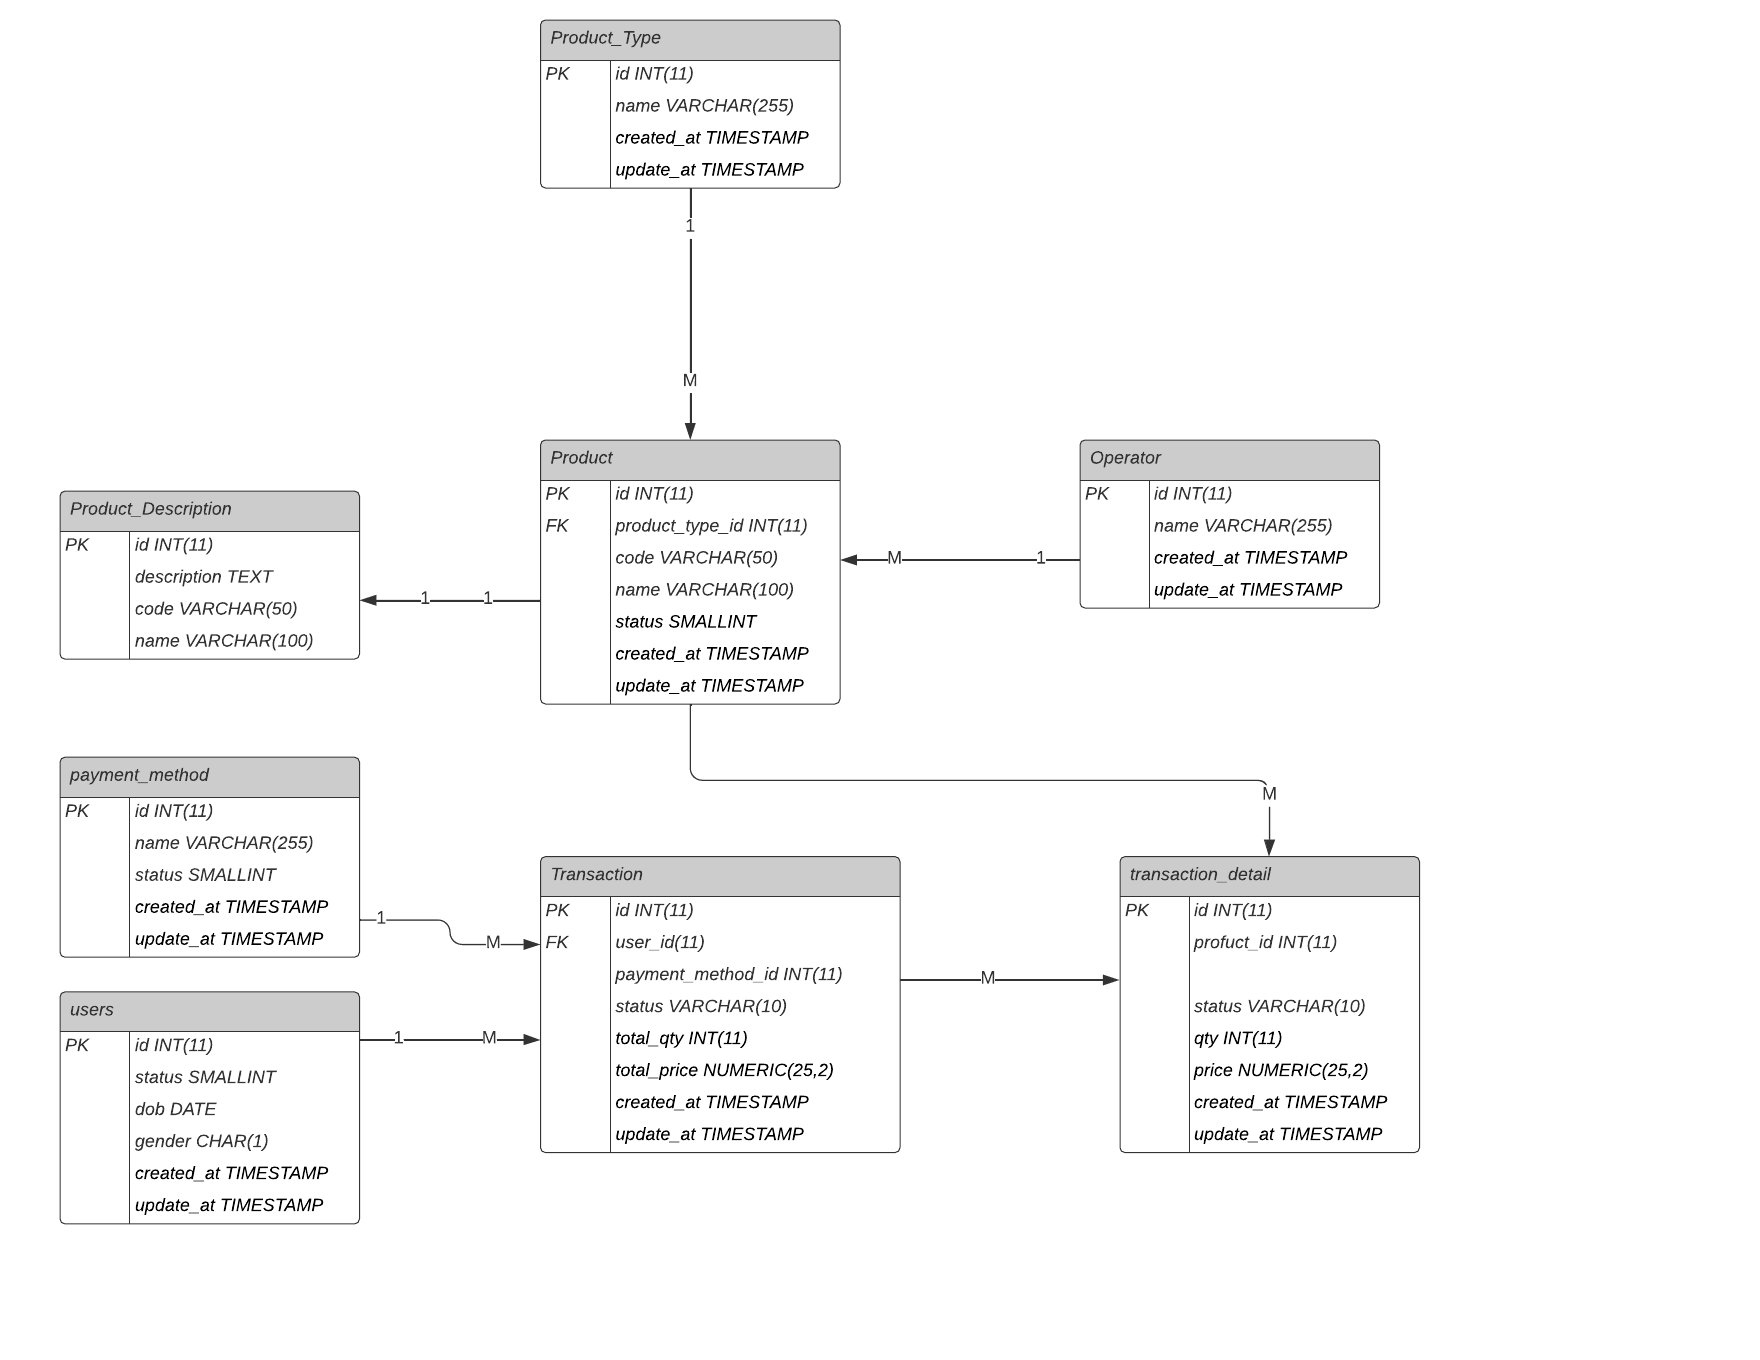 Product_Type
PK id INT(11)
name VARCHAR(255)
created_at TIMESTAMP
update_at TIMESTAMP
1
M
Product
PK id INT(11)
FK product_type_id INT(11)
code VARCHAR(50)
name VARCHAR(100)
status SMALLINT
created_at TIMESTAMP
update_at TIMESTAMP
Operator
PK id INT(11)
name VARCHAR(255)
created_at TIMESTAMP
update_at TIMESTAMP
M 1
Product_Description
PK id INT(11)
description TEXT
code VARCHAR(50)
name VARCHAR(100)
1 1
M
payment_method
PK id INT(11)
name VARCHAR(255)
status SMALLINT
created_at TIMESTAMP
update_at TIMESTAMP
1 M
Transaction
PK id INT(11)
FK user_id(11)
payment_method_id INT(11)
status VARCHAR(10)
total_qty INT(11)
total_price NUMERIC(25,2)
created_at TIMESTAMP
update_at TIMESTAMP
M
transaction_detail
PK id INT(11)
profuct_id INT(11)
status VARCHAR(10)
qty INT(11)
price NUMERIC(25,2)
created_at TIMESTAMP
update_at TIMESTAMP
users
PK id INT(11)
status SMALLINT
dob DATE
gender CHAR(1)
created_at TIMESTAMP
update_at TIMESTAMP
1 M